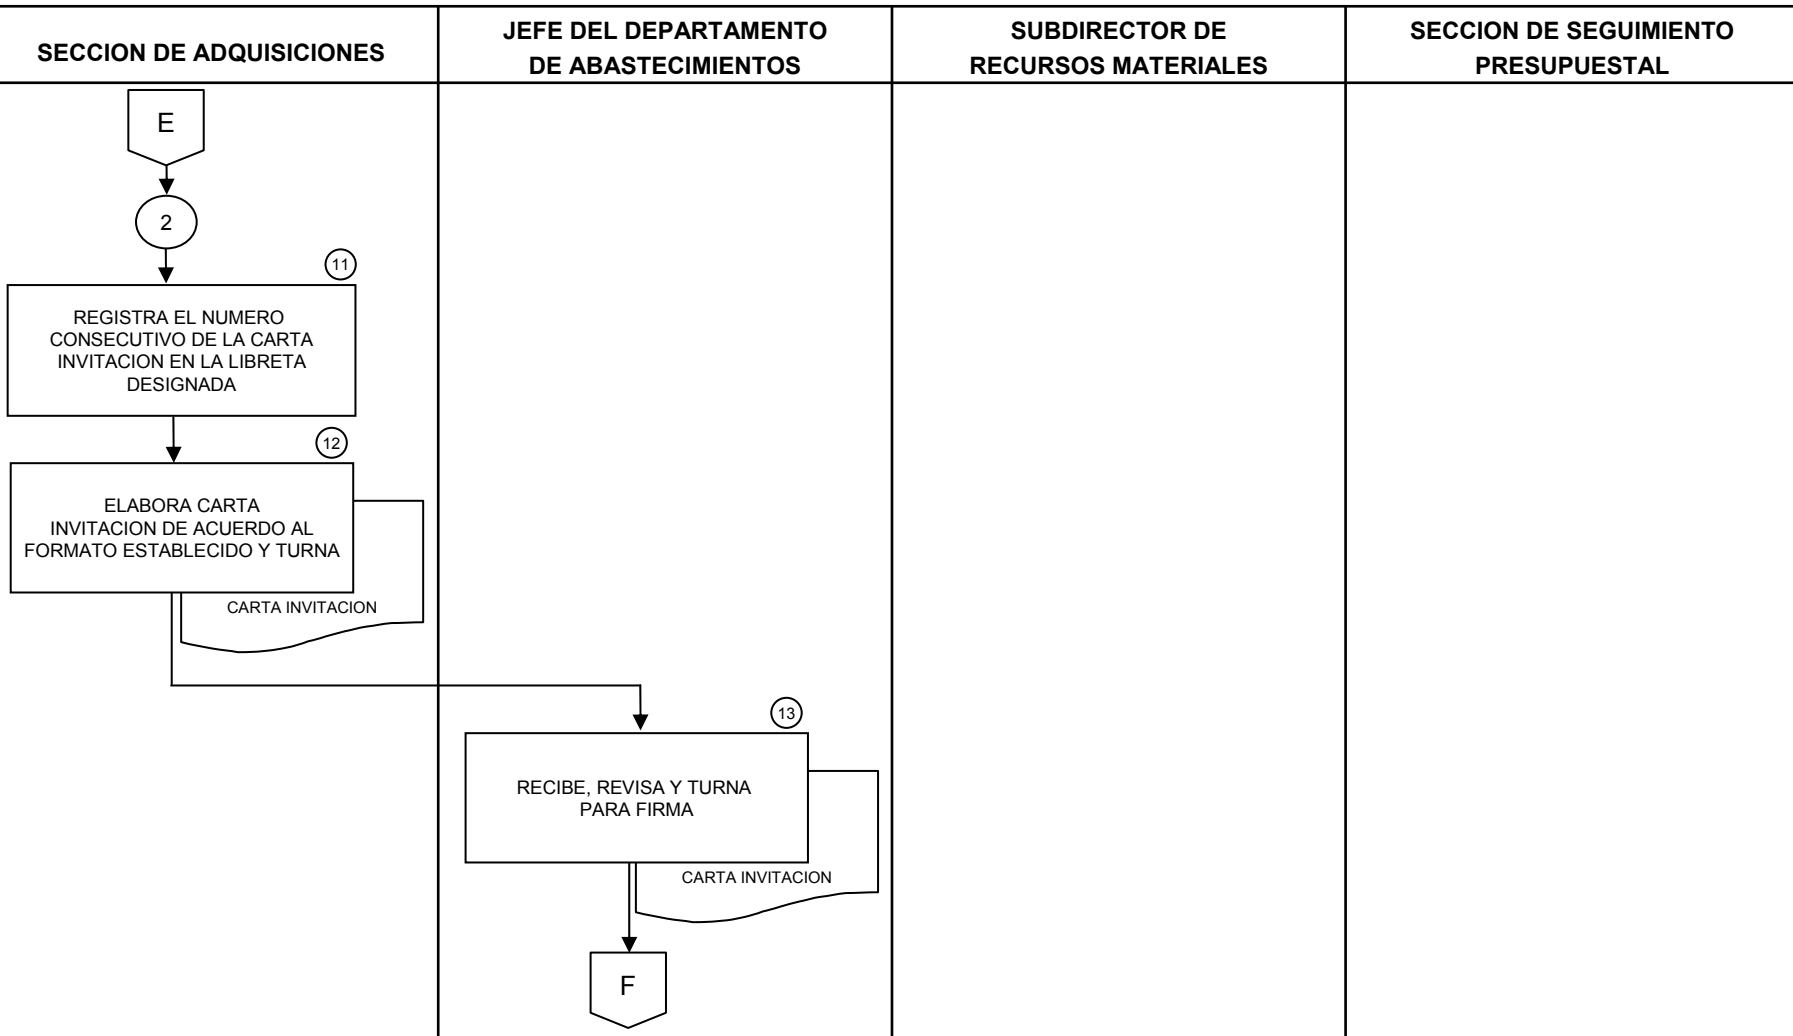 SECCION DE ADQUISICIONES
JEFE DEL DEPARTAMENTO
DE ABASTECIMIENTOS
SUBDIRECTOR DE
RECURSOS MATERIALES
SECCION DE SEGUIMIENTO
PRESUPUESTAL
E
2
11
REGISTRA EL NUMERO
CONSECUTIVO DE LA CARTA
INVITACION EN LA LIBRETA
DESIGNADA
12
ELABORA CARTA
INVITACION DE ACUERDO AL
FORMATO ESTABLECIDO Y TURNA
CARTA INVITACION
13
RECIBE, REVISA Y TURNA
PARA FIRMA
CARTA INVITACION
F